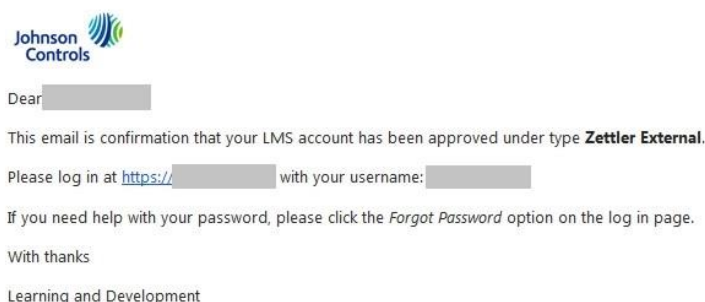 Johnson
Controls
Dear
This email is confirmation that your LMS account has been approved under type Zettler External.
Please log in at https:// with your username:
If you need help with your password, please click the Forgot Password option on the log in page.
With thanks
Learning and Development